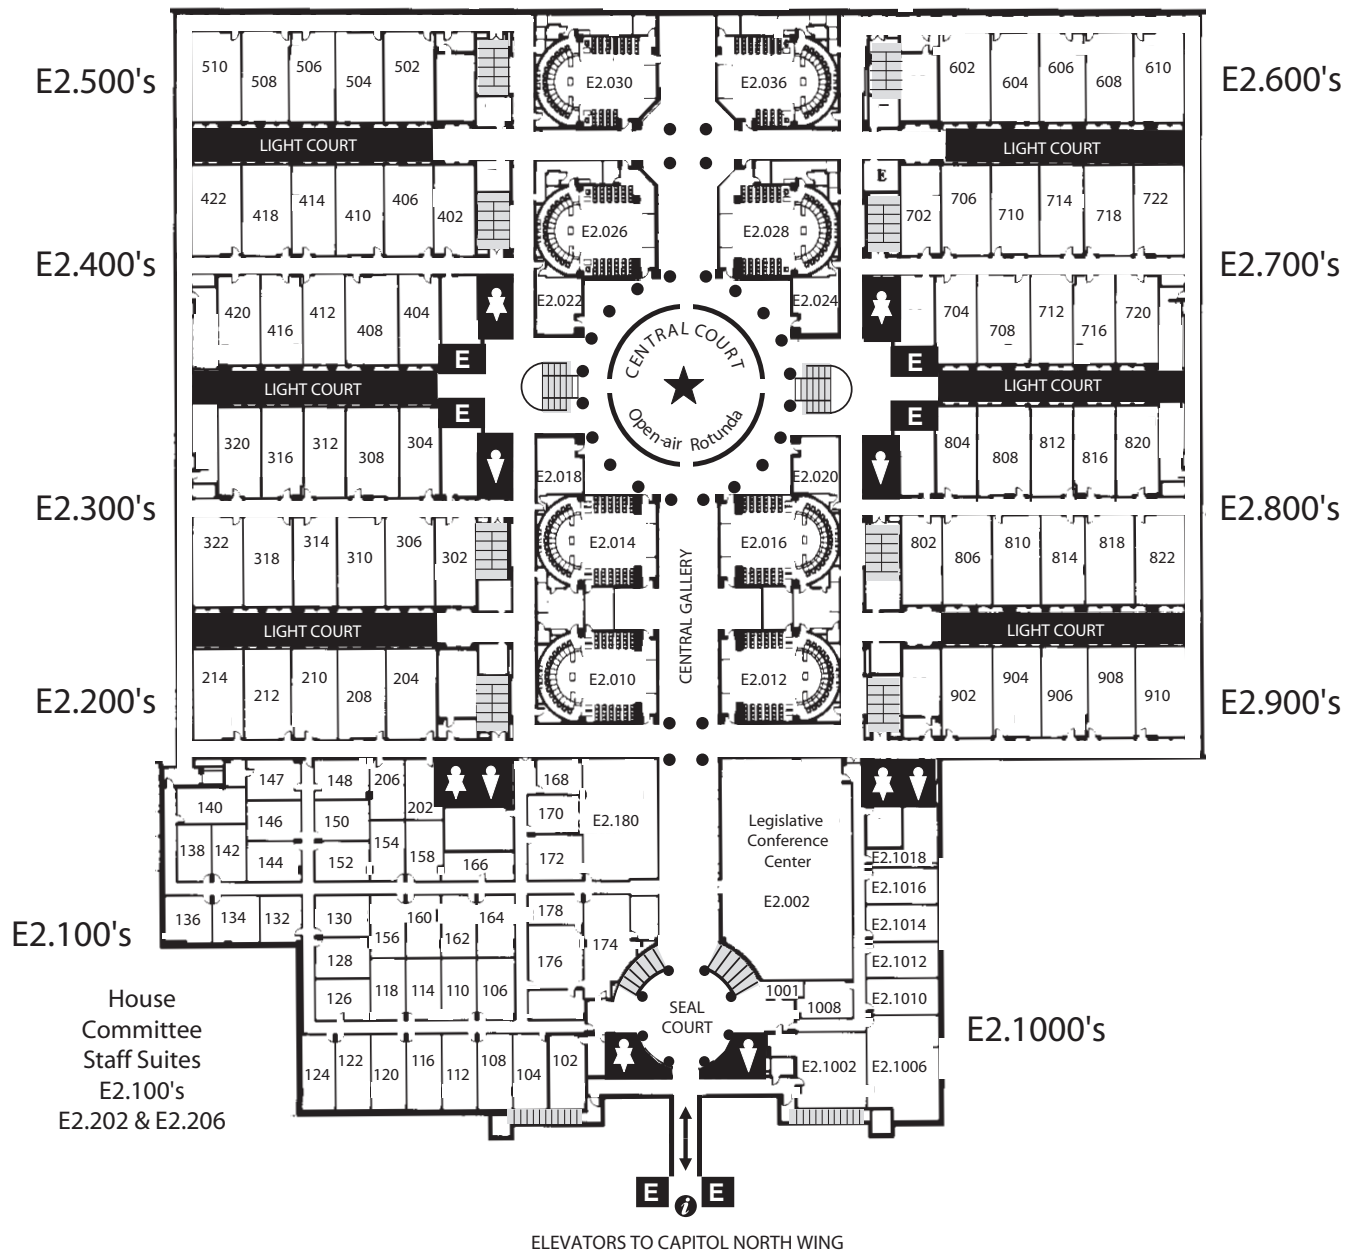 510
508
506
504
502
E2.030
E2.036
602
604
606
608
610
E2.500's
E2.600's
LIGHT COURT
LIGHT COURT
E
422
418
414
410
406
402
E2.026
E2.028
702
706
710
714
718
722
E2.400's
E2.700's
420
416
412
408
404
E2.022
E2.024
704
708
712
716
720
CENTRAL COURT
Open-air Rotunda
E
E
LIGHT COURT
LIGHT COURT
E
E
320
316
312
308
304
E2.018
E2.020
804
808
812
816
820
E2.300's
E2.800's
322
318
314
310
306
302
E2.014
E2.016
802
806
810
814
818
822
CENTRAL GALLERY
LIGHT COURT
LIGHT COURT
214
212
210
208
204
E2.010
E2.012
902
904
906
908
910
E2.200's
E2.900's
147
148
206
168
140
202
146
150
170
E2.180
138
142
144
152
154
158
166
172
Legislative
Conference
Center
E2.002
E2.1018
E2.1016
E2.1014
E2.1012
E2.1010
136
134
132
130
160
164
178
156
162
174
128
176
126
118
114
110
106
1001
1008
SEAL
COURT
E2.100's
E2.1000's
124
122
120
116
112
108
104
102
E2.1002
E2.1006
House
Committee
Staff Suites
E2.100's
E2.202 & E2.206
E
i
E
ELEVATORS TO CAPITOL NORTH WING